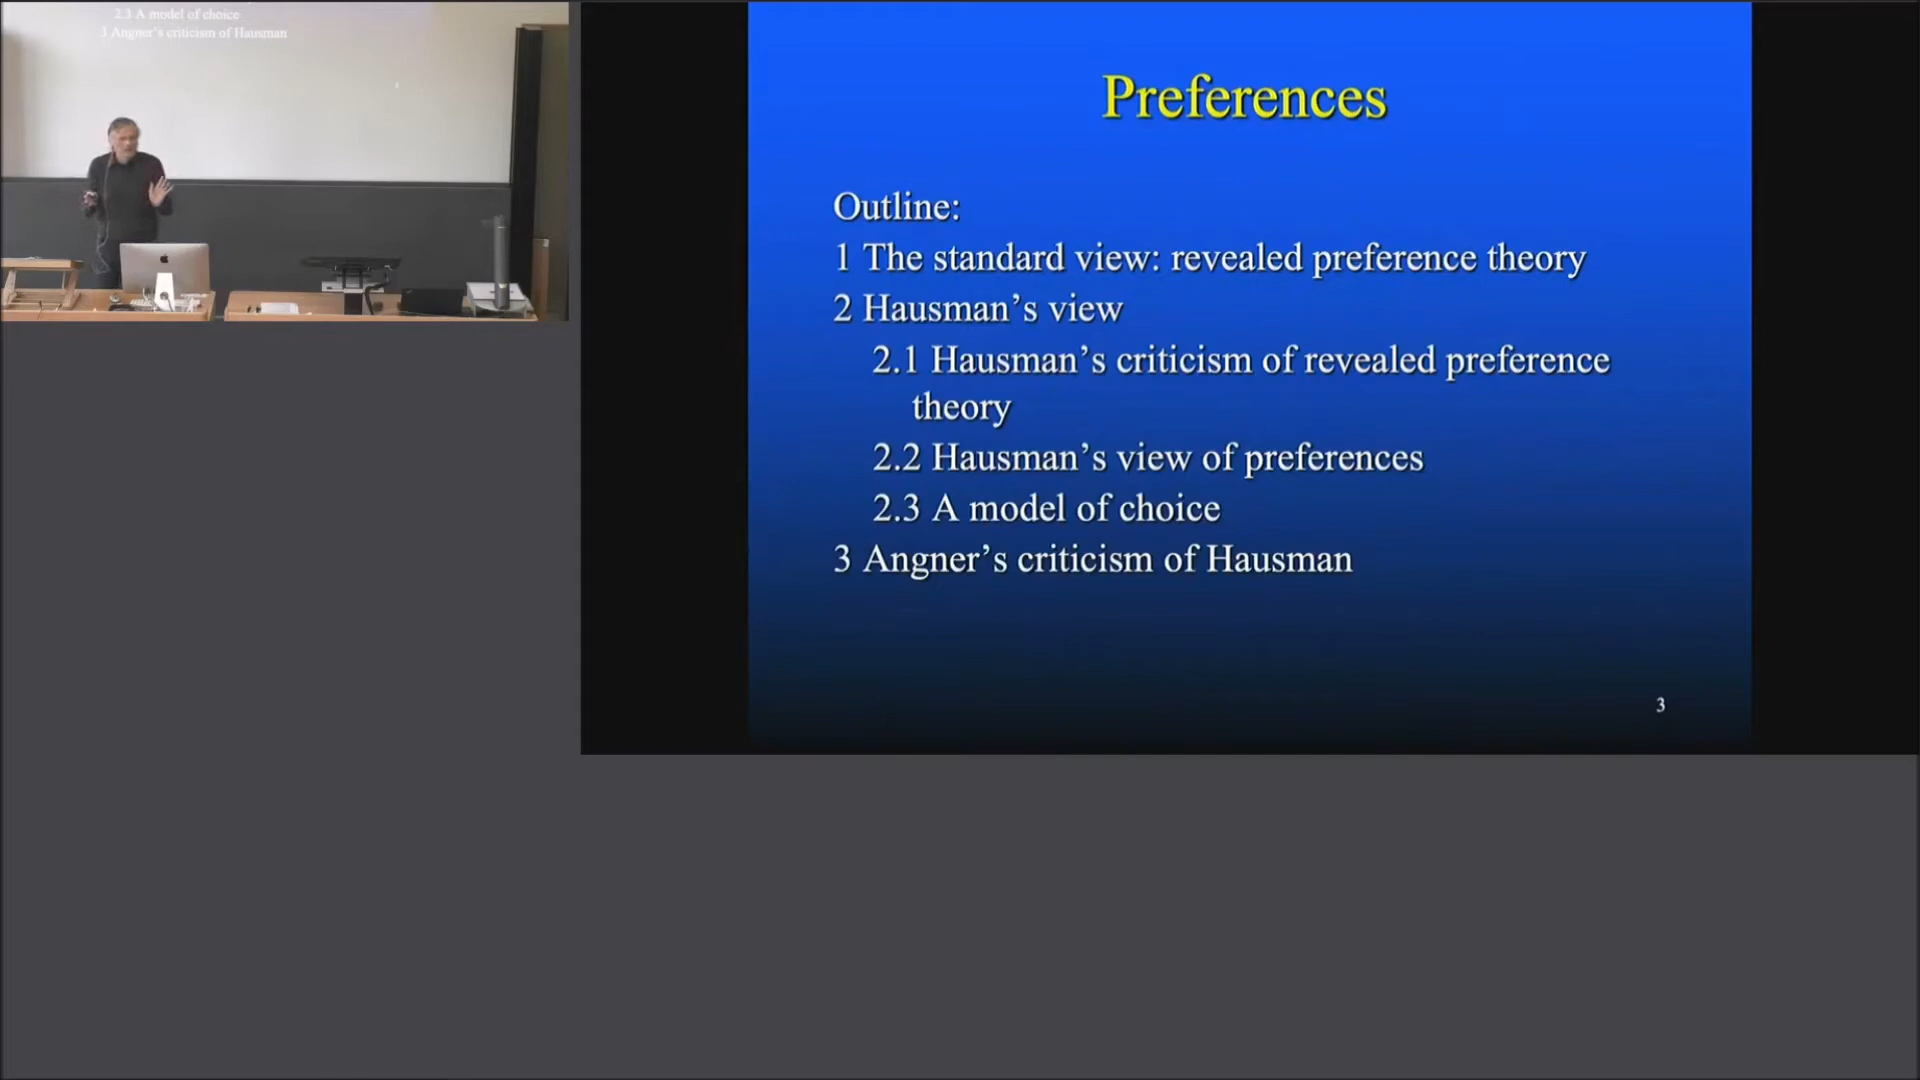 2.3 A model of choice
3 Angner's criticism of Hausman
Preferences
Outline:
1 The standard view: revealed preference theory
2 Hausman’s view
2.1 Hausman’s criticism of revealed preference
theory
2.2 Hausman’s view of preferences
2.3 A model of choice
3 Angner’s criticism of Hausman
3